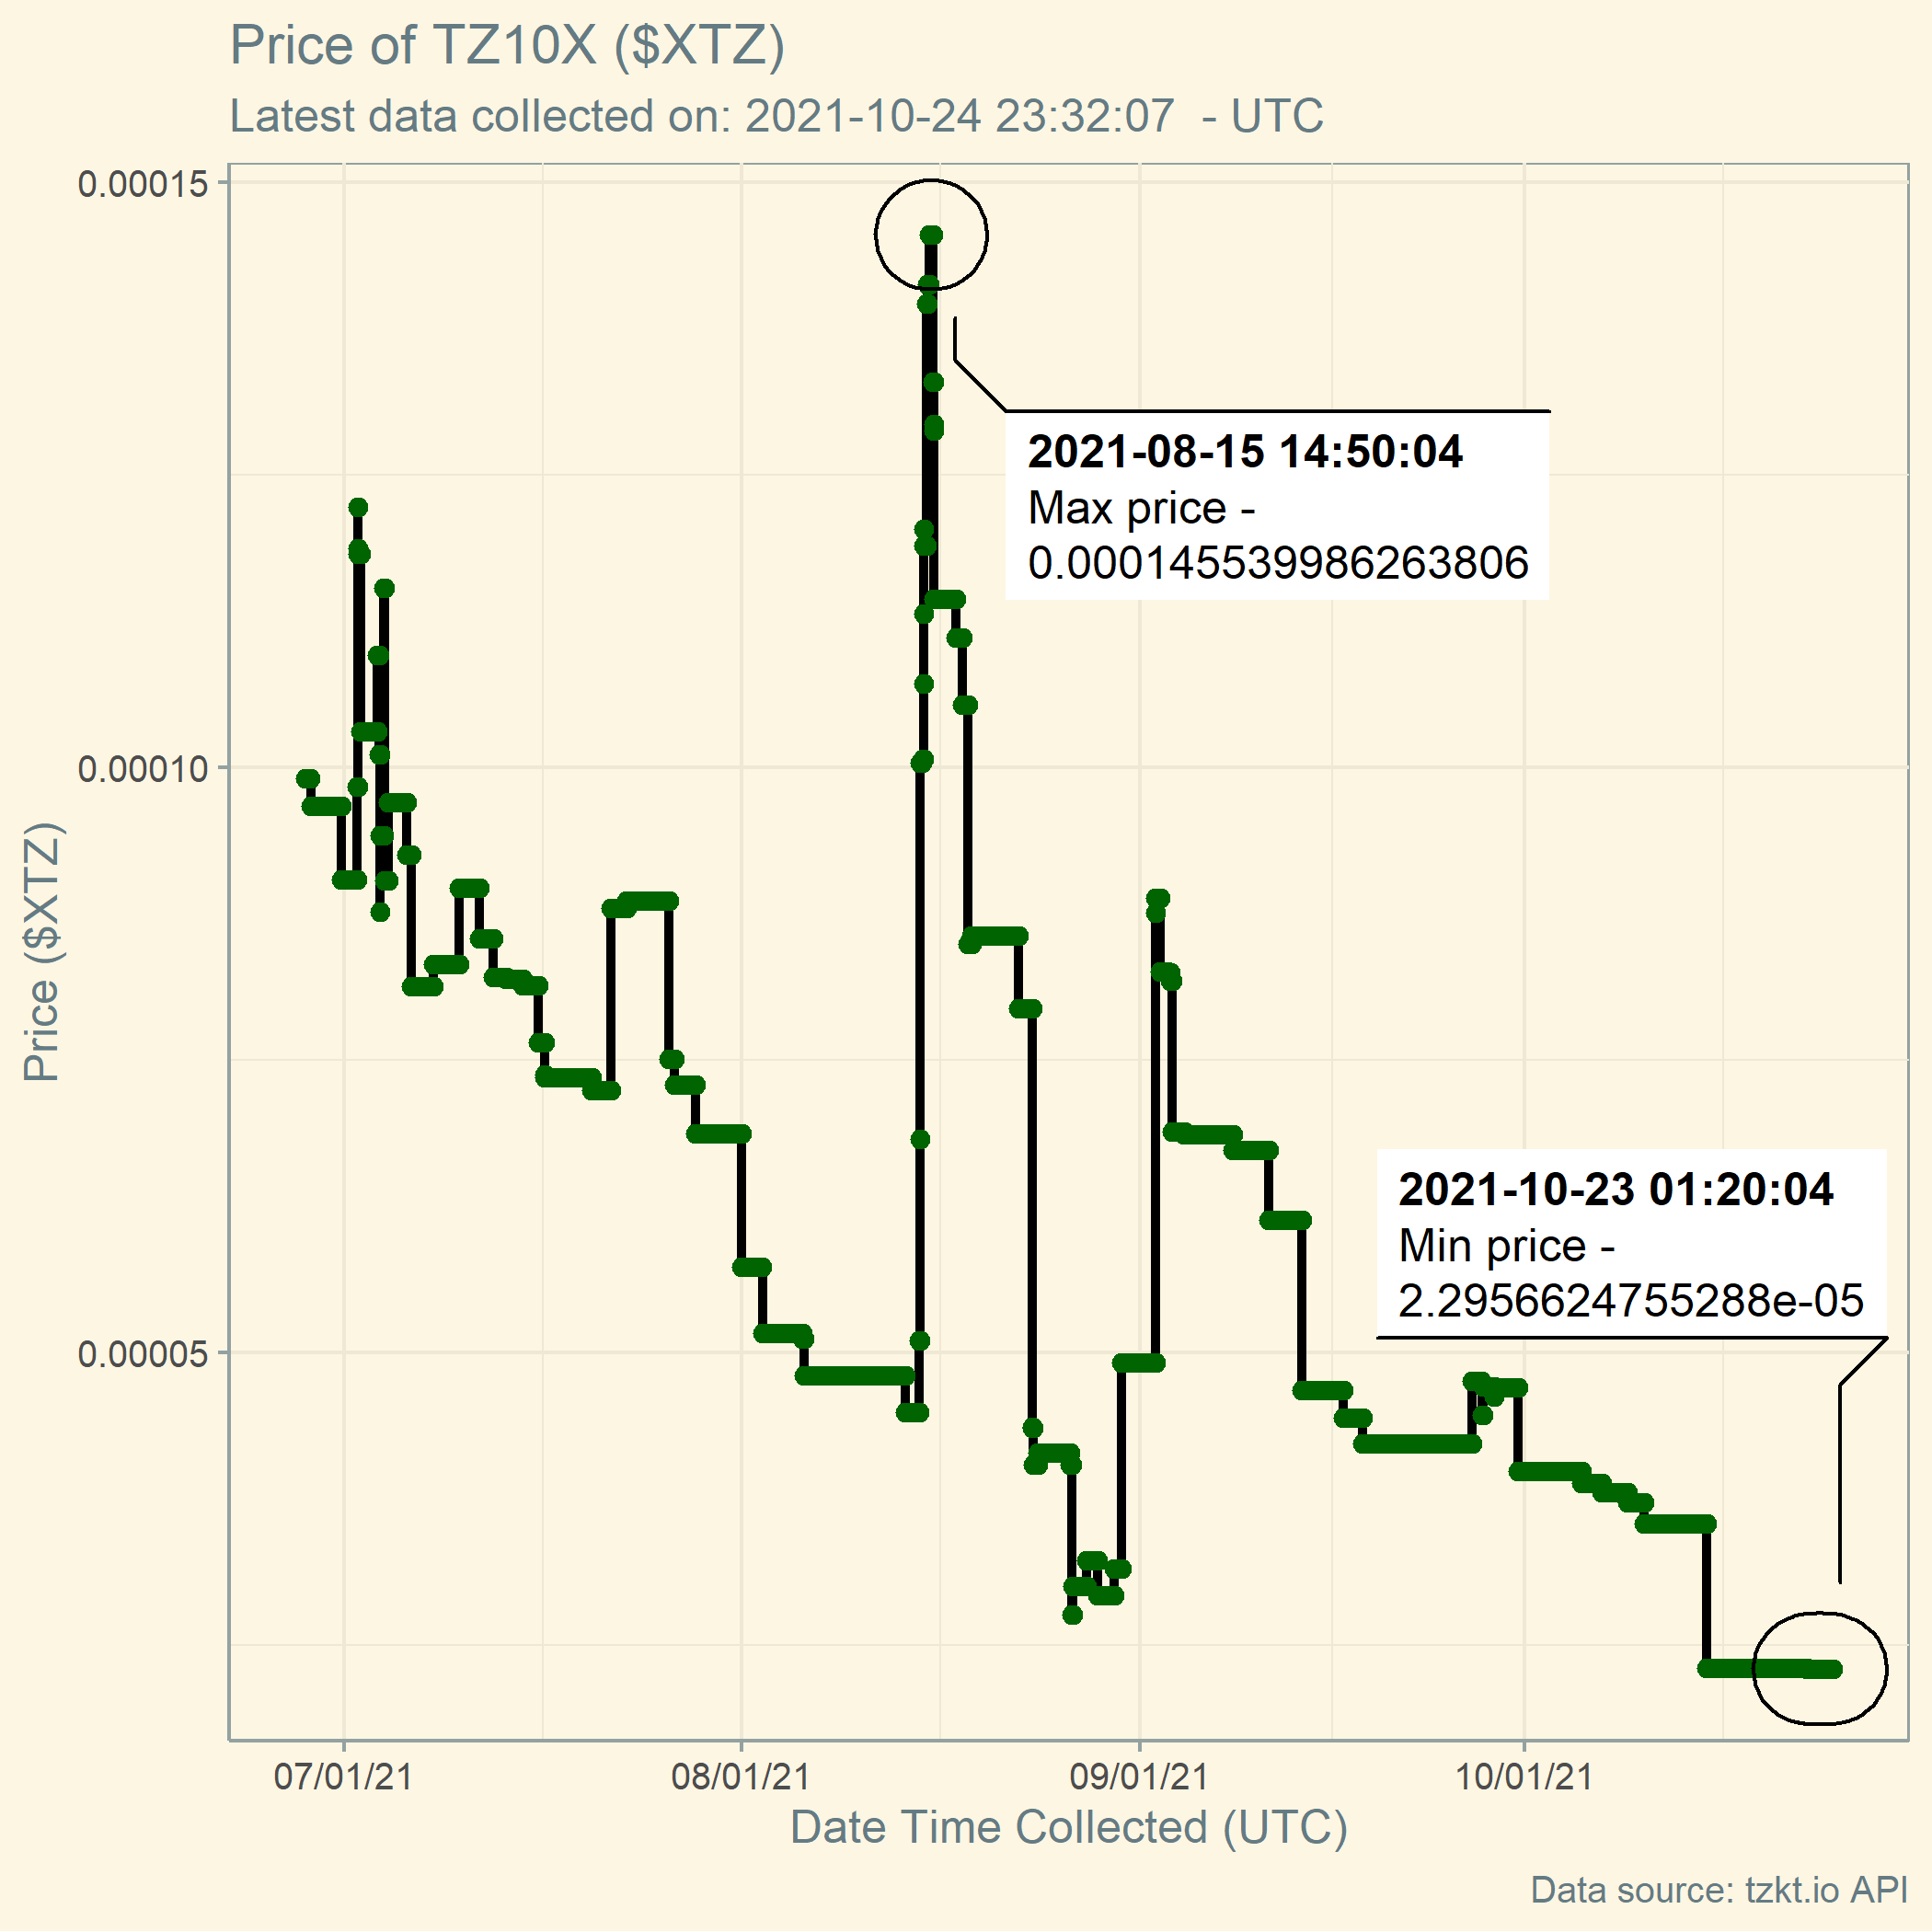 Price of TZ10X ($XTZ)
Latest data collected on: 2021-10-24 23:32:07  - UTC
0.00015
0.00010
0.00005
Price ($XTZ)
2021-08-15 14:50:04
Max price -
0.000145539986263806
2021-10-23 01:20:04
Min price -
2.2956624755288e-05
07/01/21
08/01/21
09/01/21
10/01/21
Date Time Collected (UTC)
Data source: tzkt.io API